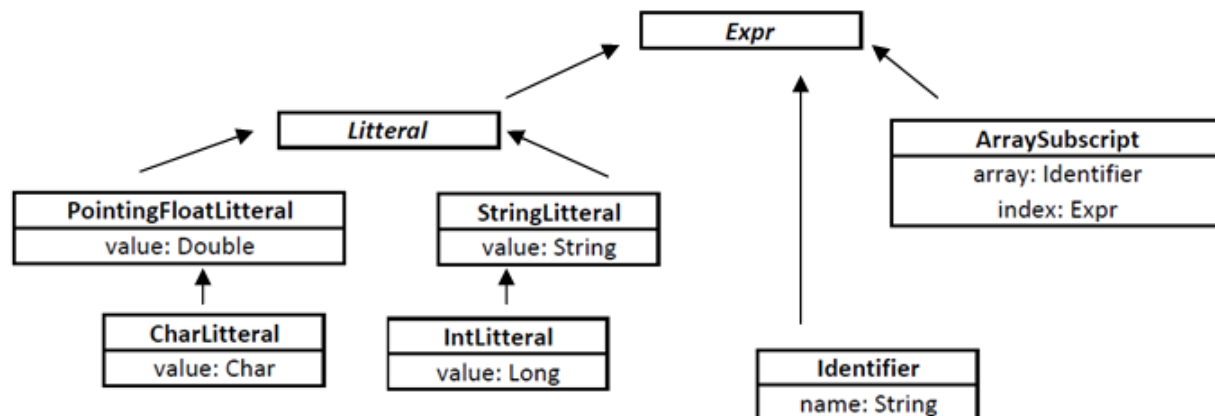 Expr
Litteral
ArraySubscript
array: Identifier
index: Expr
PointingFloatLitteral
value: Double
StringLitteral
value: String
CharLitteral
value: Char
IntLitteral
value: Long
Identifier
name: String